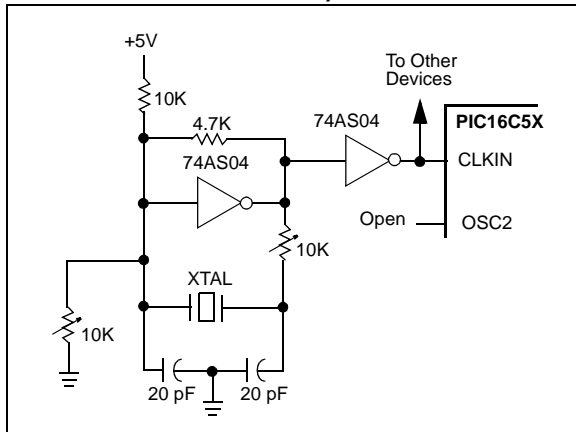 +5V
10K
4.7K
74AS04
74AS04
To Other
Devices
PIC16C5X
CLKIN
Open
OSC2
10K
XTAL
10K
20 pF
20 pF